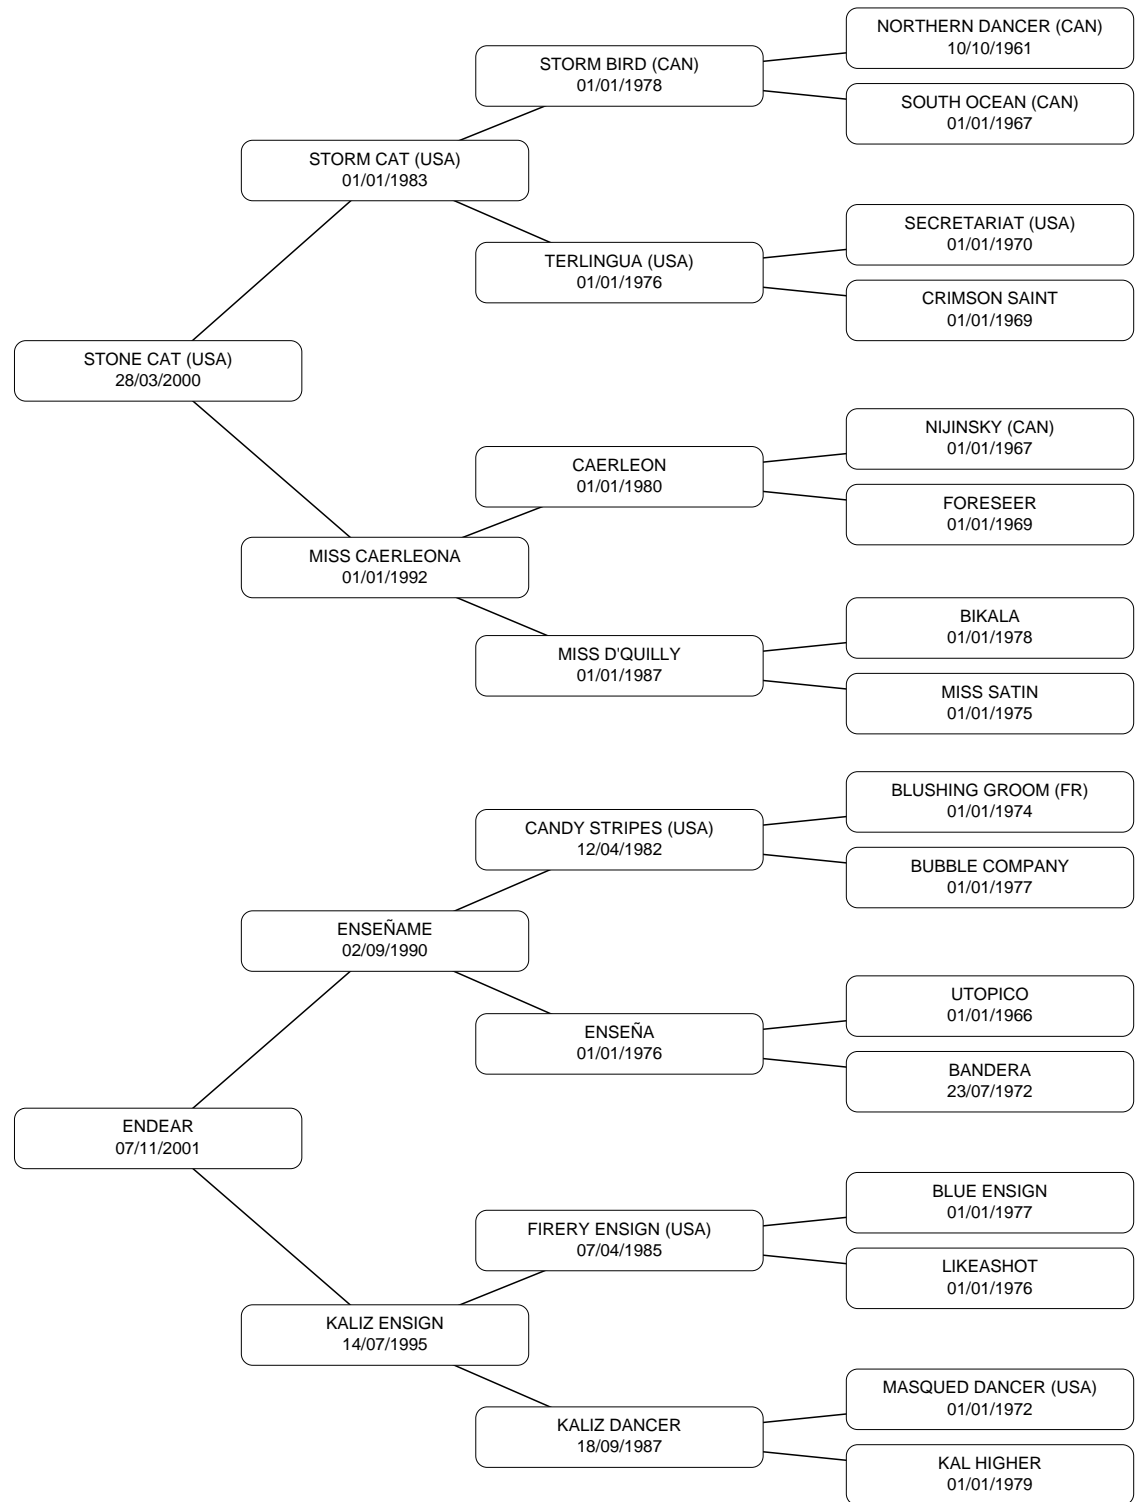 NORTHERN DANCER (CAN)
10/10/1961
STORM BIRD (CAN)
01/01/1978
SOUTH OCEAN (CAN)
01/01/1967
STORM CAT (USA)
01/01/1983
SECRETARIAT (USA)
01/01/1970
TERLINGUA (USA)
01/01/1976
CRIMSON SAINT
01/01/1969
STONE CAT (USA)
28/03/2000
NIJINSKY (CAN)
01/01/1967
CAERLEON
01/01/1980
FORESEER
01/01/1969
MISS CAERLEONA
01/01/1992
BIKALA
01/01/1978
MISS D'QUILLY
01/01/1987
MISS SATIN
01/01/1975
BLUSHING GROOM (FR)
01/01/1974
CANDY STRIPES (USA)
12/04/1982
BUBBLE COMPANY
01/01/1977
ENSEÑAME
02/09/1990
UTOPICO
01/01/1966
ENSEÑA
01/01/1976
BANDERA
23/07/1972
ENDEAR
07/11/2001
BLUE ENSIGN
01/01/1977
FIRERY ENSIGN (USA)
07/04/1985
LIKEASHOT
01/01/1976
KALIZ ENSIGN
14/07/1995
MASQUED DANCER (USA)
01/01/1972
KALIZ DANCER
18/09/1987
KAL HIGHER
01/01/1979